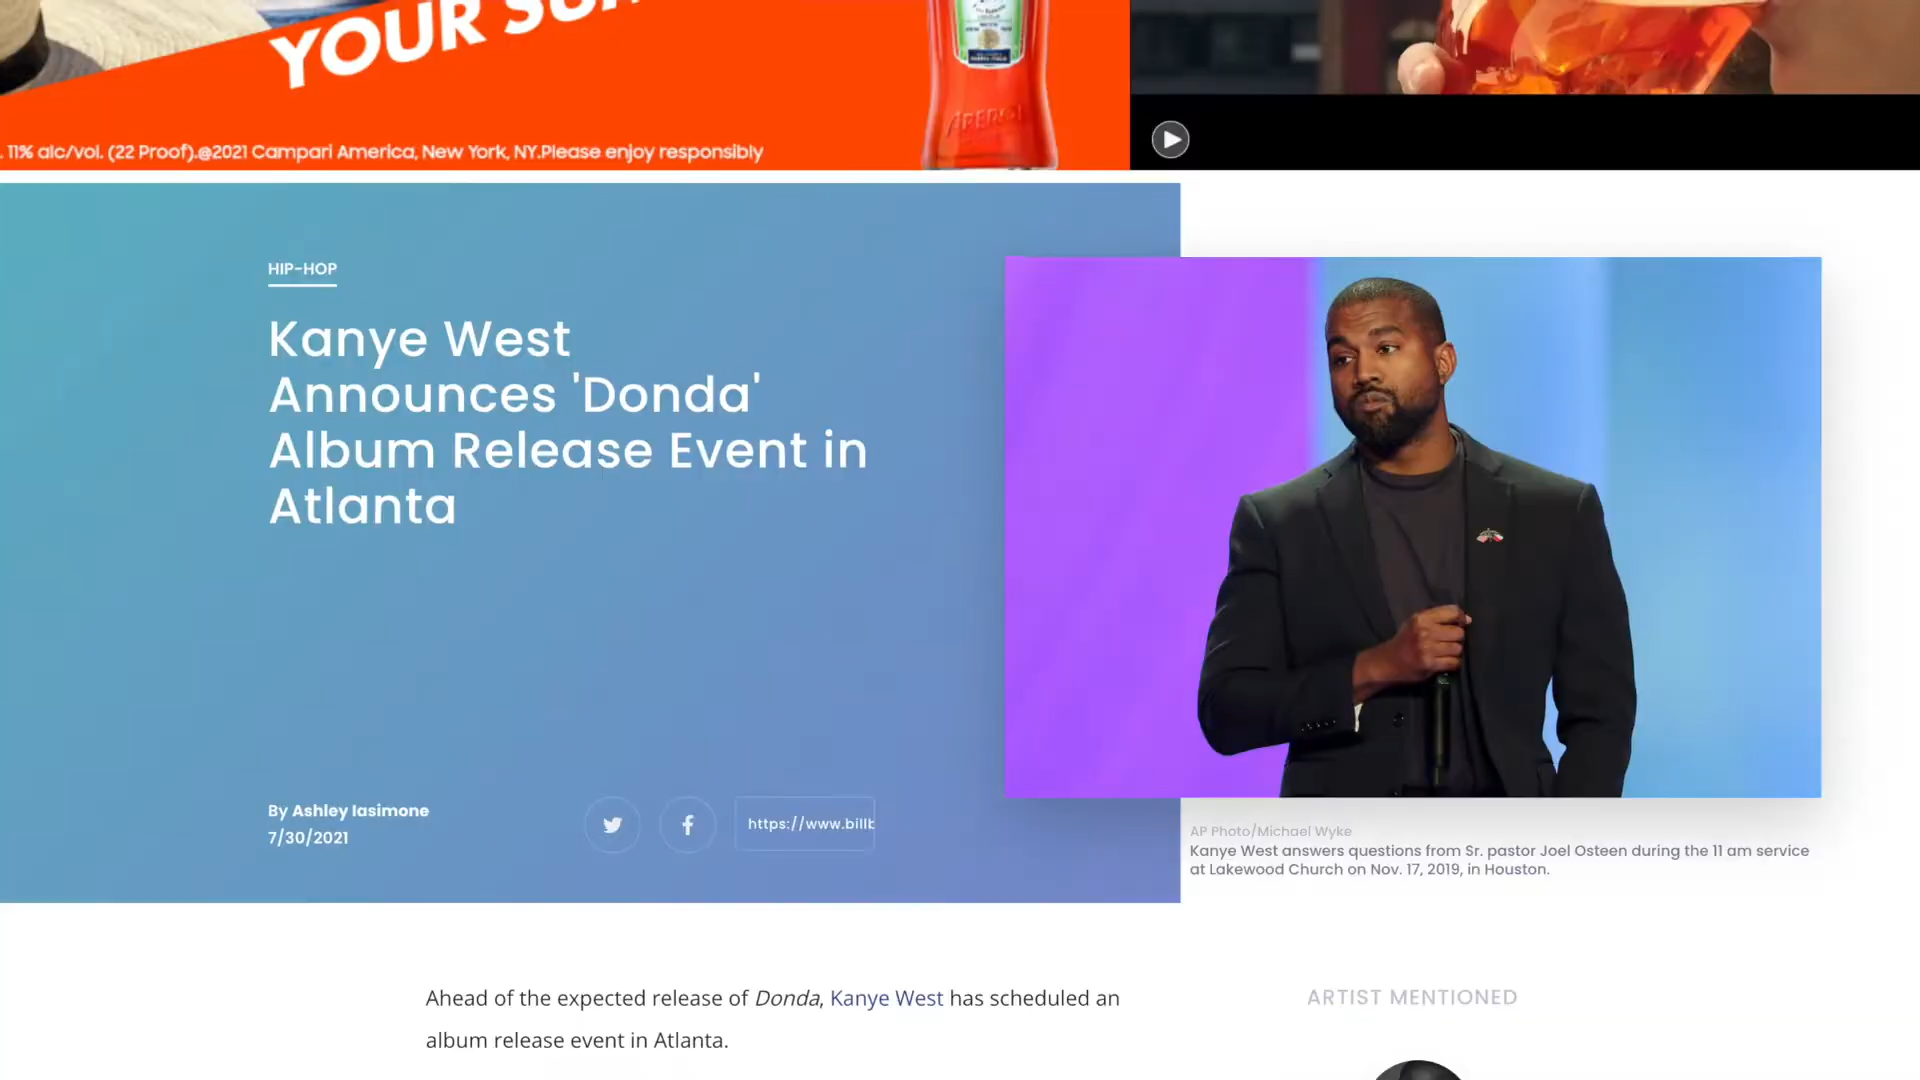 YOUR
. 11% alc/vol. (22 Proof).@2021 Campari America, New York, NY.Please enjoy responsibly
APEROL
HIP-HOP
Kanye West
Announces 'Donda'
Album Release Event in
Atlanta
By Ashley Iasimone
7/30/2021
https://www.billb
AP Photo/Michael Wyke
Kanye West answers questions from Sr. pastor Joel Osteen during the 11 am service
at Lakewood Church on Nov. 17, 2019, in Houston.
Ahead of the expected release of Donda, Kanye West has scheduled an
album release event in Atlanta.
ARTIST MENTIONED